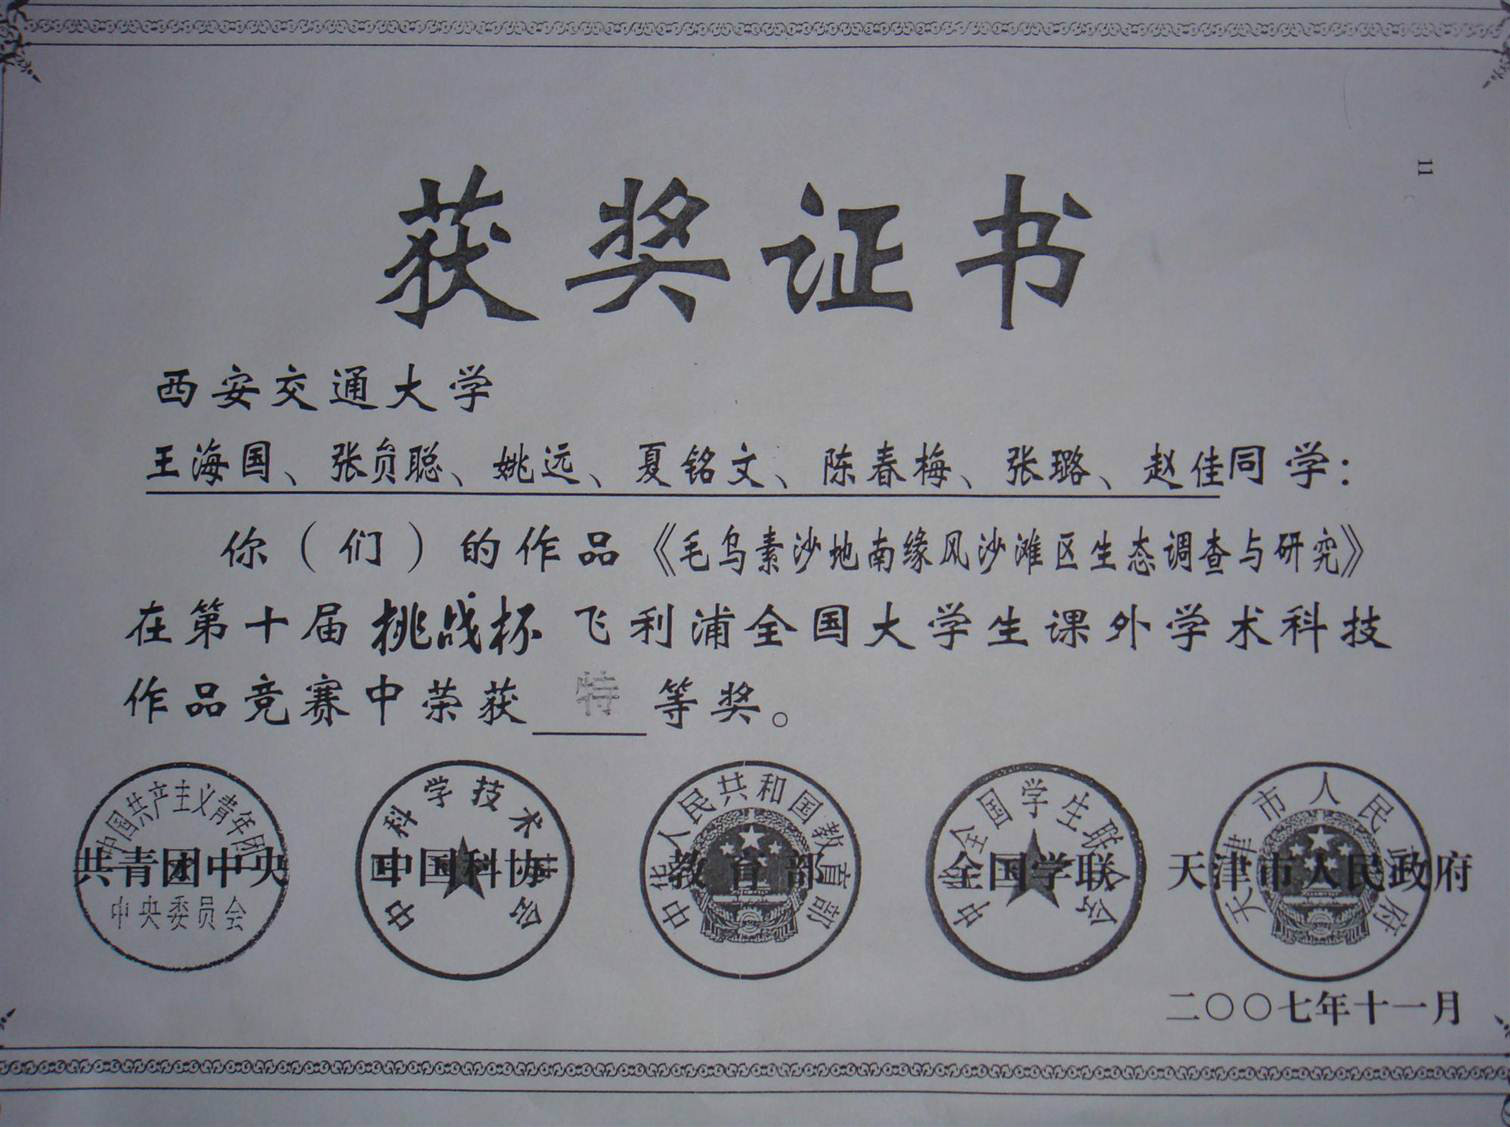 11
获奖证书
西安交通大学
王海国、张贠聪、姚远、夏铭文、陈春梅、张璐、赵佳同学：
你（们）的作品《毛乌素沙地南缘风沙滩区生态调查与研究》
在第十届挑战杯飞利浦全国大学生课外学术科技
作品竞赛中荣获特等奖。
中国共产主义青年团
中央委员会
共青团中央
中国科学技术协会
中国科协
中华人民共和国教育部
教育部
中华全国学生联合会
全国学联
天津市人民政府
天津市人民政府
二〇〇七年十一月